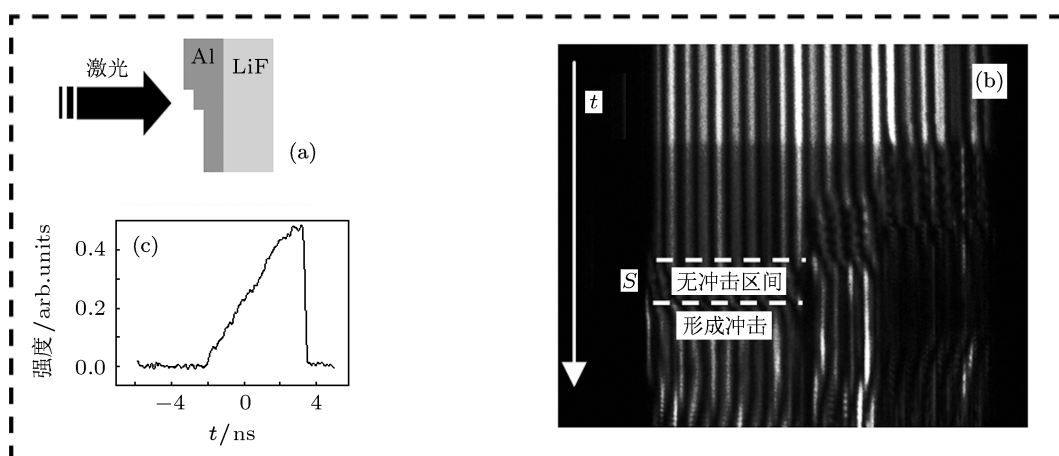 激光
Al
LiF
(a)
(b)
t
S
无冲击区间
形成冲击
(c)
强度/arb.units
0.4
0.2
0.0
−4 0 4
t/ns